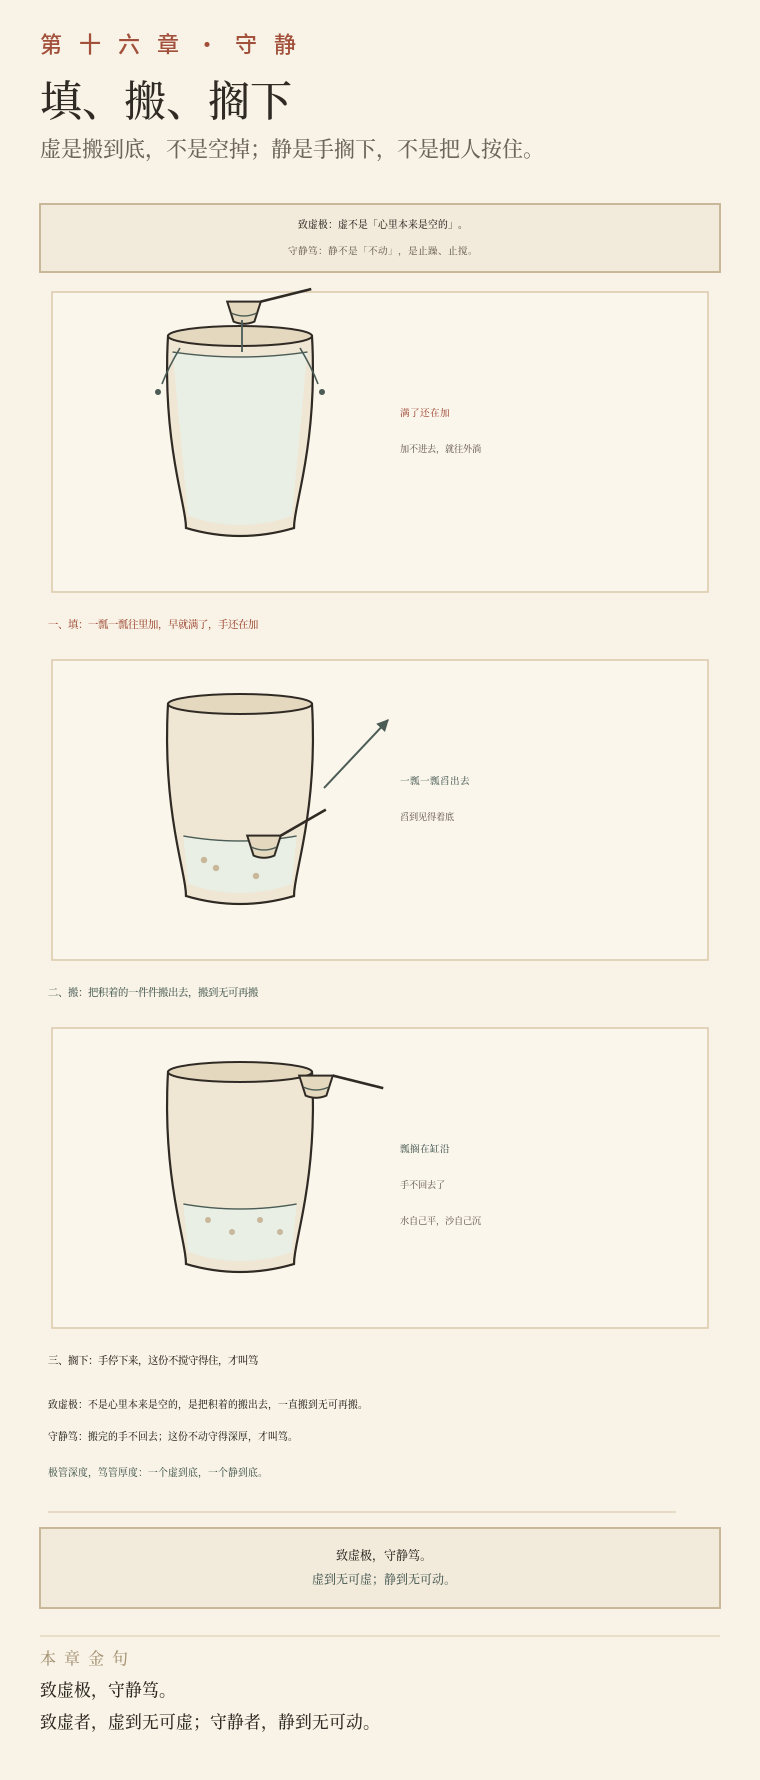 第十六章·守静
填、搬、搁下
虚是搬到底，不是空掉；静是手搁下，不是把人按住。
致虚极：虚不是「心里本来是空的」。
守静笃：静不是「不动」，是止躁、止搅。
满了还在加
加不进去，就往外淌
一、填：一瓢一瓢往里加，早就满了，手还在加
一瓢一瓢舀出去
舀到见得着底
二、搬：把积着的一件件搬出去，搬到无可再搬
瓢搁在缸沿
手不回去了
水自己平，沙自己沉
三、搁下：手停下来，这份不搅守得住，才叫笃
致虚极：不是心里本来是空的，是把积着的搬出去，一直搬到无可再搬。
守静笃：搬完的手不回去；这份不动守得深厚，才叫笃。
极管深度，笃管厚度：一个虚到底，一个静到底。
致虚极，守静笃。
虚到无可虚；静到无可动。
本章金句
致虚极，守静笃。
致虚者，虚到无可虚；守静者，静到无可动。